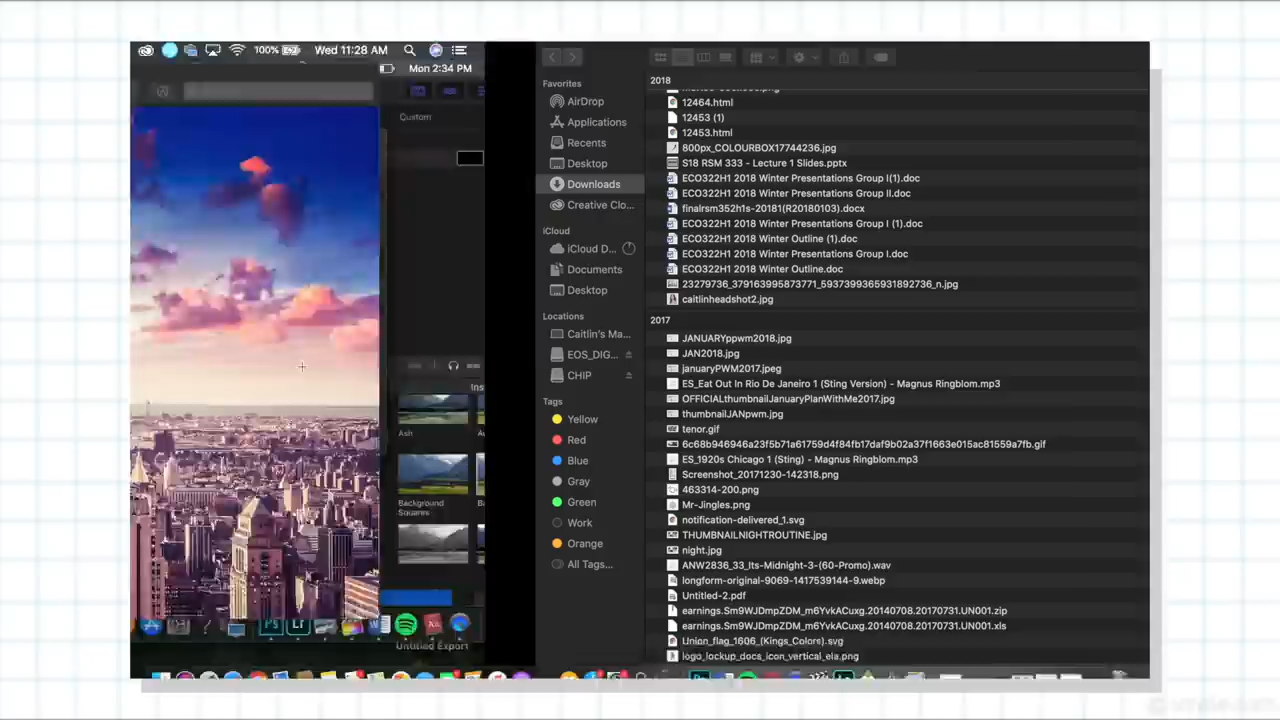 100% Wed 11:28 AM
Mon 2:34 PM
Custom
Ins
Ash
Background
Squares
Ps Lr
Untitled Export
Favorites
AirDrop
Applications
Recents
Desktop
Downloads
Creative Clo...
iCloud
iCloud D...
Documents
Desktop
Locations
Caitlin's Ma...
EOS_DIG...
CHIP
Tags
Yellow
Red
Blue
Gray
Green
Work
Orange
All Tags...
2018
12464.html
12453 (1)
12453.html
800px_COLOURBOX17744236.jpg
S18 RSM 333 - Lecture 1 Slides.pptx
ECO322H1 2018 Winter Presentations Group I(1).doc
ECO322H1 2018 Winter Presentations Group II.doc
finalrsm352h1s-20181(R20180103).docx
ECO322H1 2018 Winter Presentations Group I (1).doc
ECO322H1 2018 Winter Outline (1).doc
ECO322H1 2018 Winter Presentations Group I.doc
ECO322H1 2018 Winter Outline.doc
23279736_379163995873771_5937399365931892736_n.jpg
caitlinheadshot2.jpg
2017
JANUARYppwm2018.jpg
JAN2018.jpg
januaryPWM2017.jpeg
ES_Eat Out In Rio De Janeiro 1 (Sting Version) - Magnus Ringblom.mp3
OFFICIALthumbnailJanuaryPlanWithMe2017.jpg
thumbnailJANpwm.jpg
tenor.gif
6c68b946946a23f5b71a61759d4f84fb17daf9b02a37f1663e015ac81559a7fb.gif
ES_1920s Chicago 1 (Sting) - Magnus Ringblom.mp3
Screenshot_20171230-142318.png
463314-200.png
Mr-Jingles.png
notification-delivered_1.svg
THUMBNAILNIGHTROUTINE.jpg
night.jpg
ANW2836_33_Its-Midnight-3-(60-Promo).wav
longform-original-9069-1417539144-9.webp
Untitled-2.pdf
earnings.Sm9WJDmpZDM_m6YvkACuxg.20140708.20170731.UN001.zip
earnings.Sm9WJDmpZDM_m6YvkACuxg.20140708.20170731.UN001.xls
Union_flag_1606_(Kings_Colors).svg
logo_lockup_docs_icon_vertical_ela.png